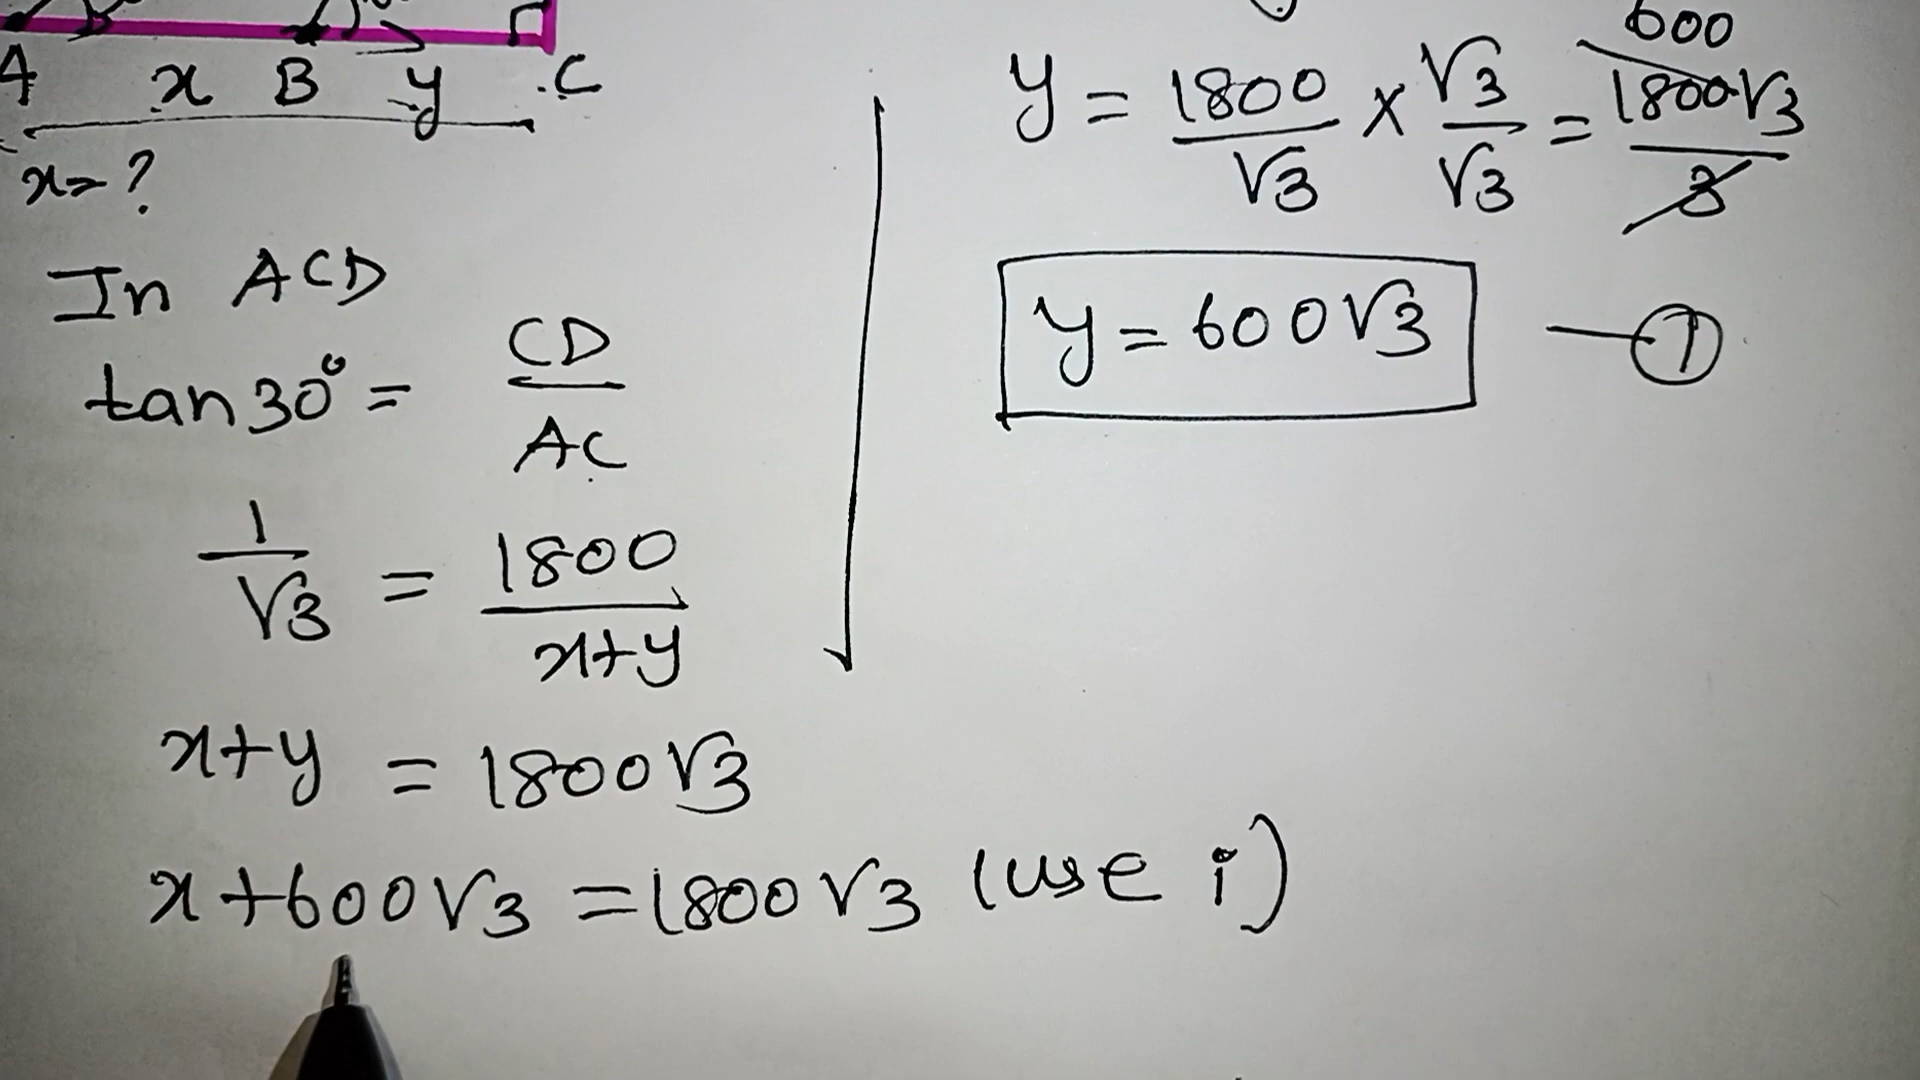 A x B y C
x=?
In ACD
tan30° = CD/AC
1/√3 = 1800/x+y
x+y = 1800√3
x+600√3 =1800√3 (use i)
600
y = 1800/√3 × √3/√3 = 1800√3/3
y=600√3 —①